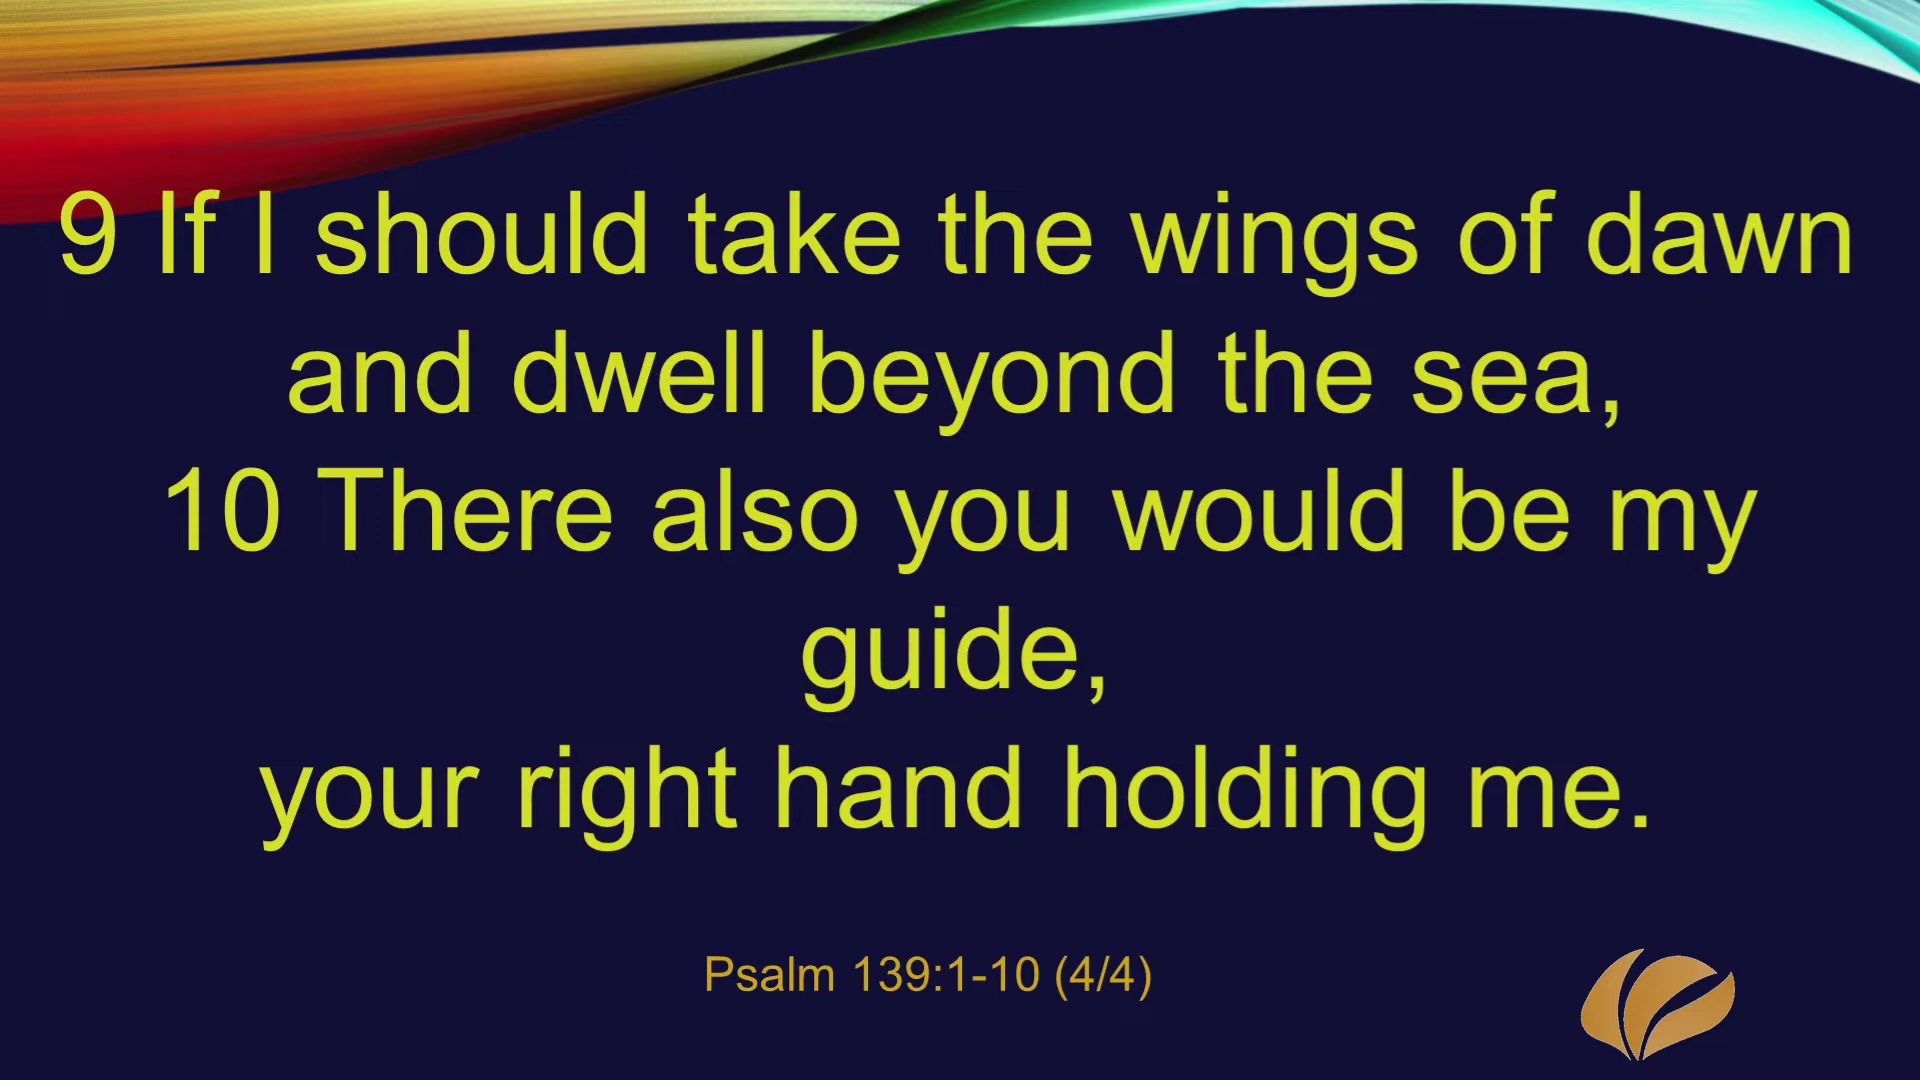 9 If I should take the wings of dawn
and dwell beyond the sea,
10 There also you would be my
guide,
your right hand holding me.
Psalm 139:1-10 (4/4)